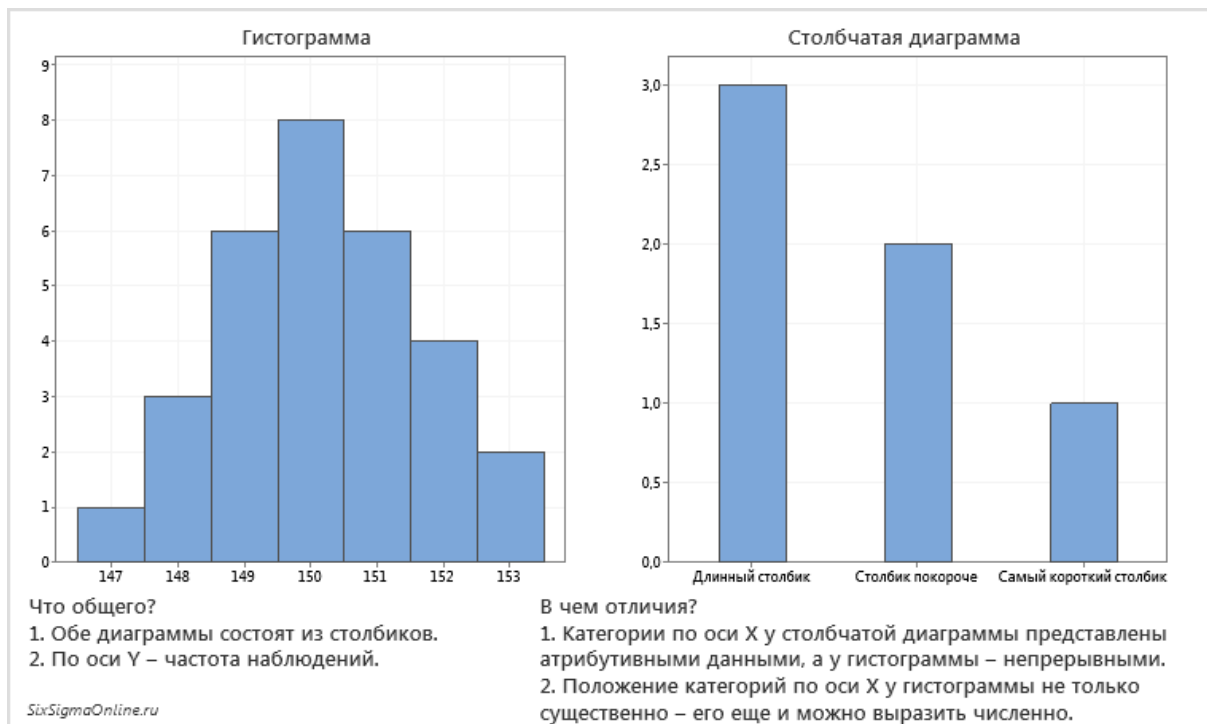 Гистограмма
9
8
7
6
5
4
3
2
1
0
147 148 149 150 151 152 153
Столбчатая диаграмма
3,0
2,5
2,0
1,5
1,0
0,5
0,0
Длинный столбик Столбик покороче Самый короткий столбик
Что общего?
1. Обе диаграммы состоят из столбиков.
2. По оси Y – частота наблюдений.
SixSigmaOnline.ru
В чем отличия?
1. Категории по оси X у столбчатой диаграммы представлены
атрибутивными данными, а у гистограммы – непрерывными.
2. Положение категорий по оси X у гистограммы не только
существенно – его еще и можно выразить численно.